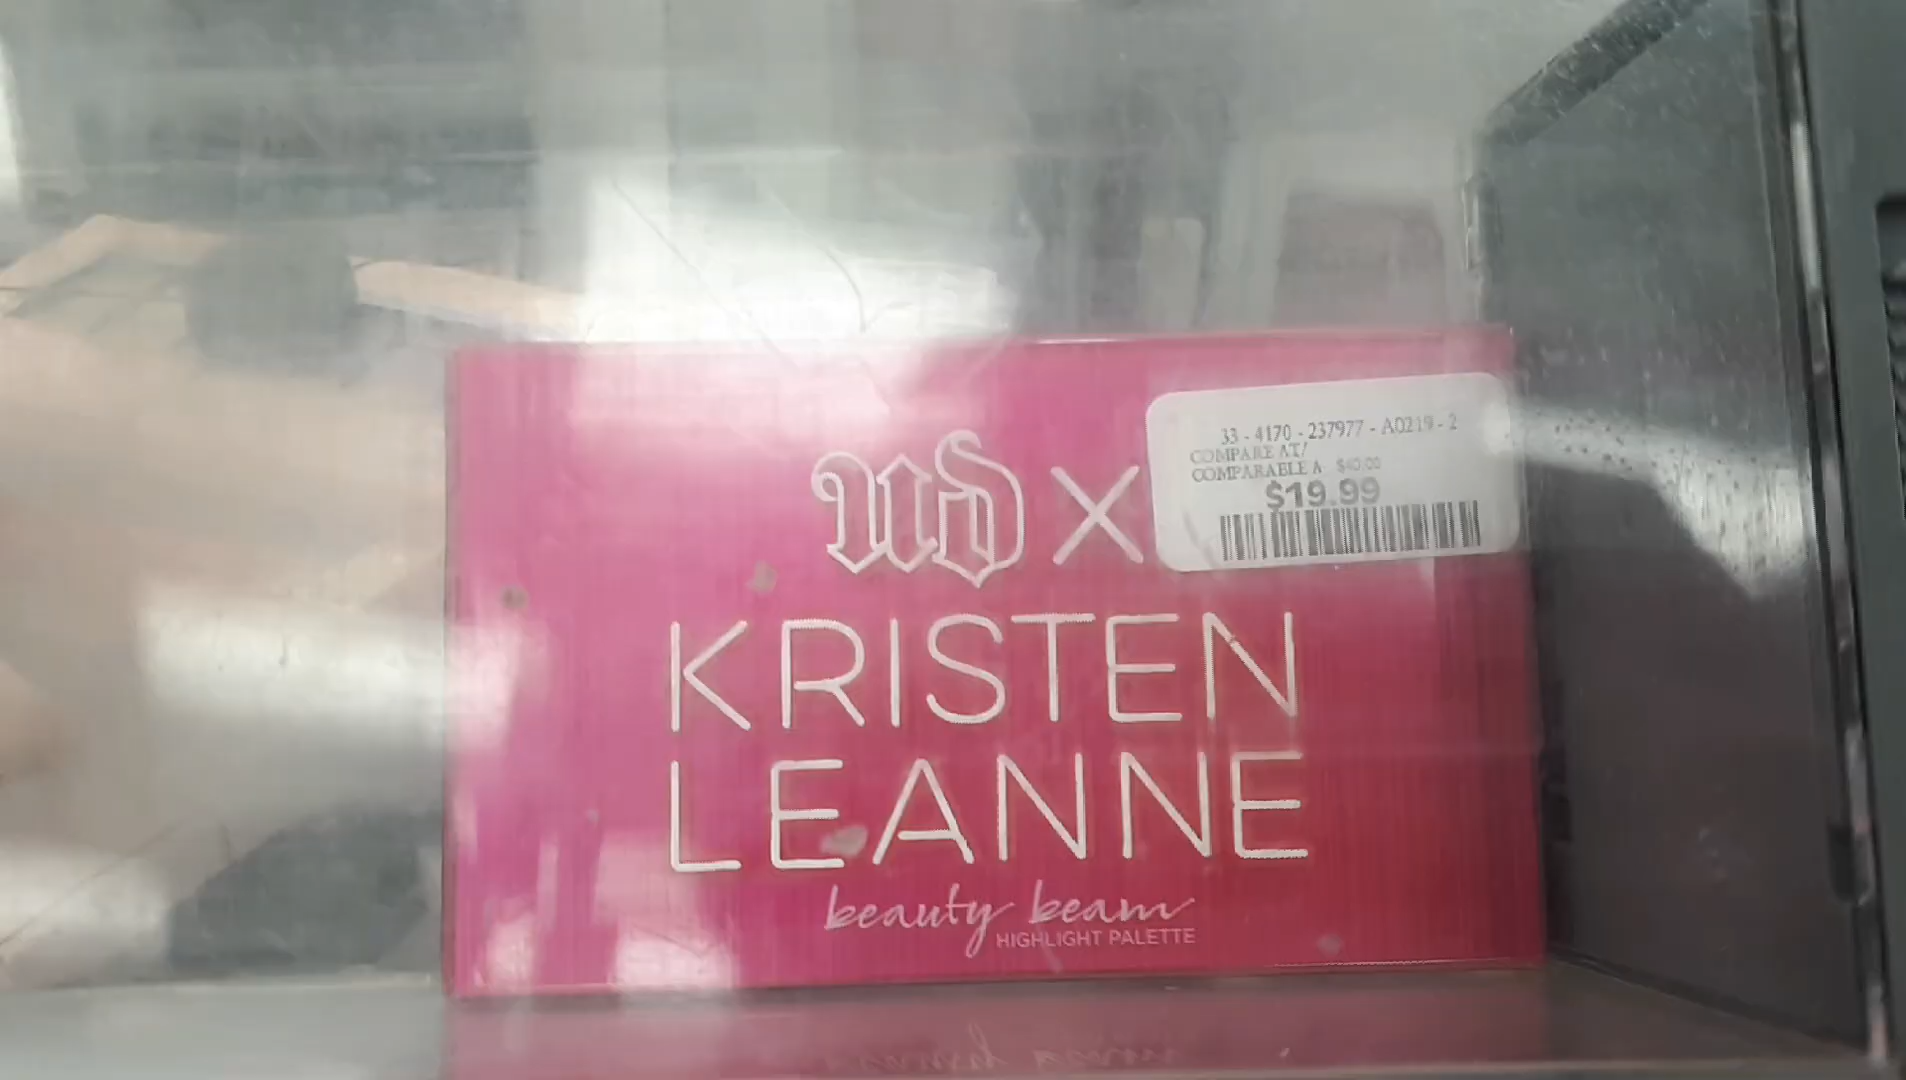 UD X
33 - 4170 - 237977 - A0219 - 2
COMPARE AT/
COMPARABLE A $40.00
$19.99
KRISTEN
LEANNE
beauty beam
HIGHLIGHT PALETTE